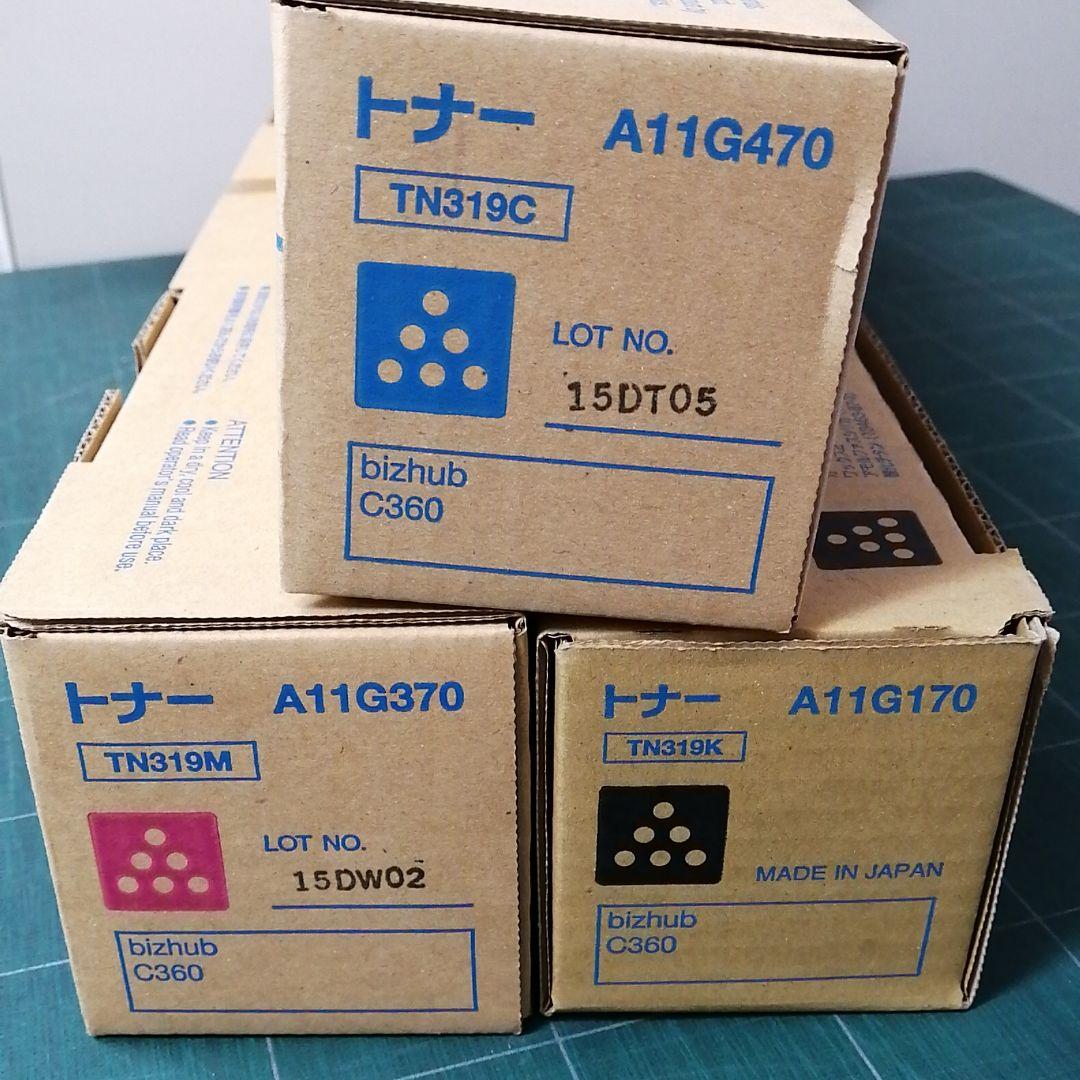 トナー A11G470
TN319C
LOT NO.
15DT05
bizhub
C360
ATTENTION
● Keep in a dry, cool and dark place.
● Read operator's manual before use.
トナー A11G370
TN319M
LOT NO.
15DW02
bizhub
C360
トナー A11G170
TN319K
MADE IN JAPAN
bizhub
C360